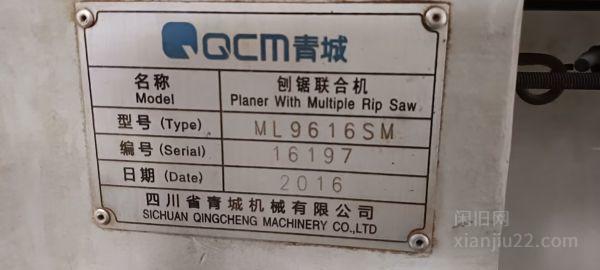 QCM青城
名称 刨锯联合机
Model Planer With Multiple Rip Saw
型号 (Type) ML9616SM
编号 (Serial) 16197
日期 (Date) 2016
四川省青城机械有限公司
SICHUAN QINGCHENG MACHINERY CO.,LTD
闲旧网
xianjiu22.com